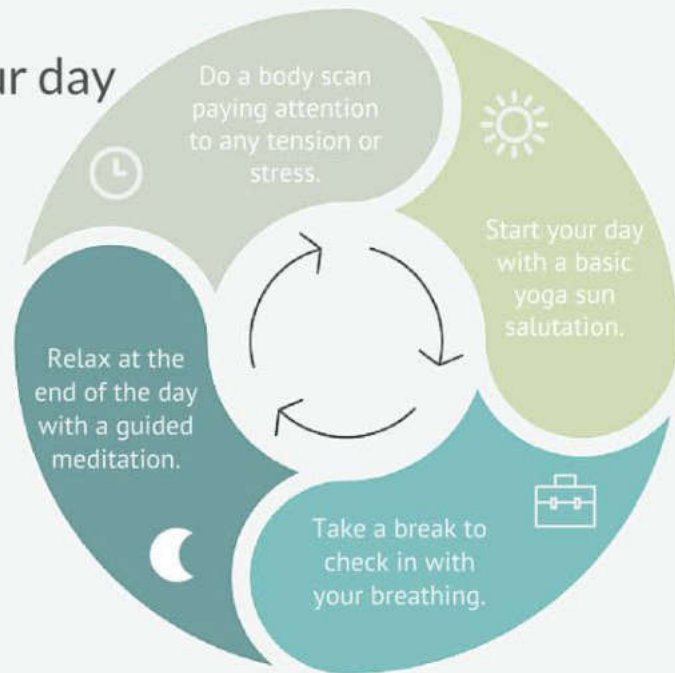 ur day
Do a body scan
paying attention
to any tension or
stress.
Start your day
with a basic
yoga sun
salutation.
Take a break to
check in with
your breathing.
Relax at the
end of the day
with a guided
meditation.